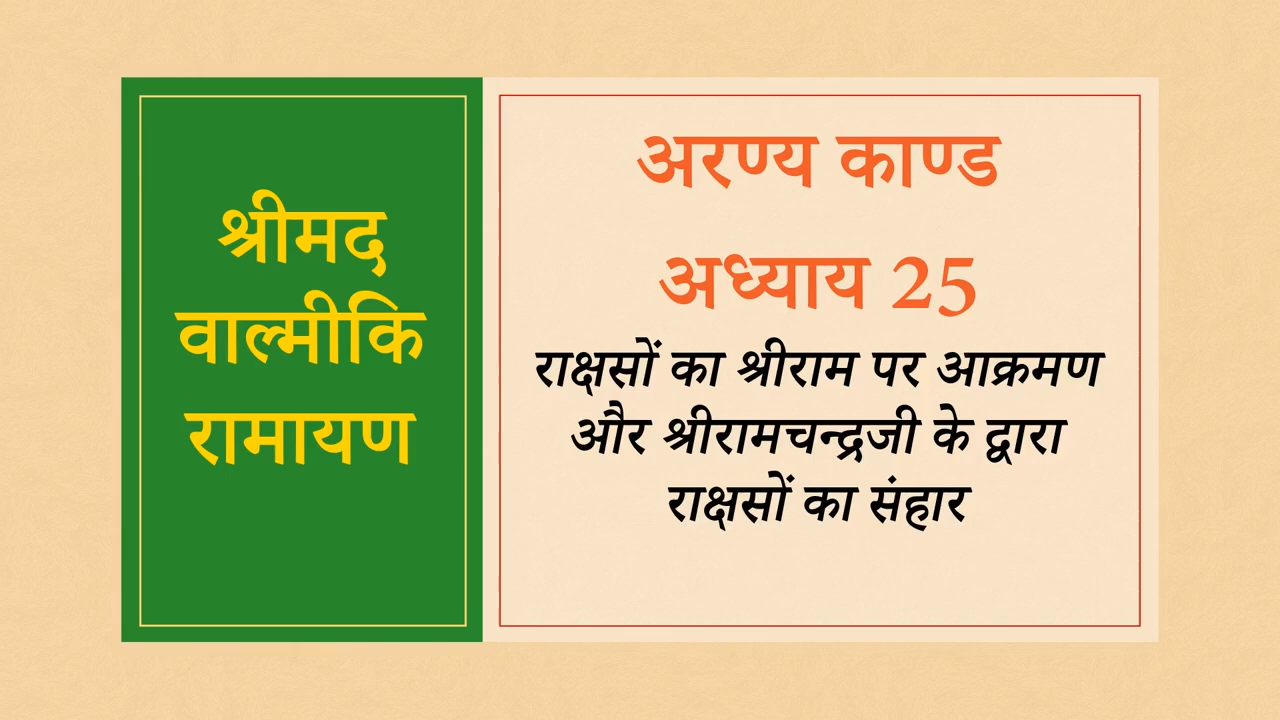 श्रीमद
वाल्मीकि
रामायण
अरण्य काण्ड
अध्याय 25
राक्षसों का श्रीराम पर आक्रमण
और श्रीरामचन्द्रजी के द्वारा
राक्षसों का संहार